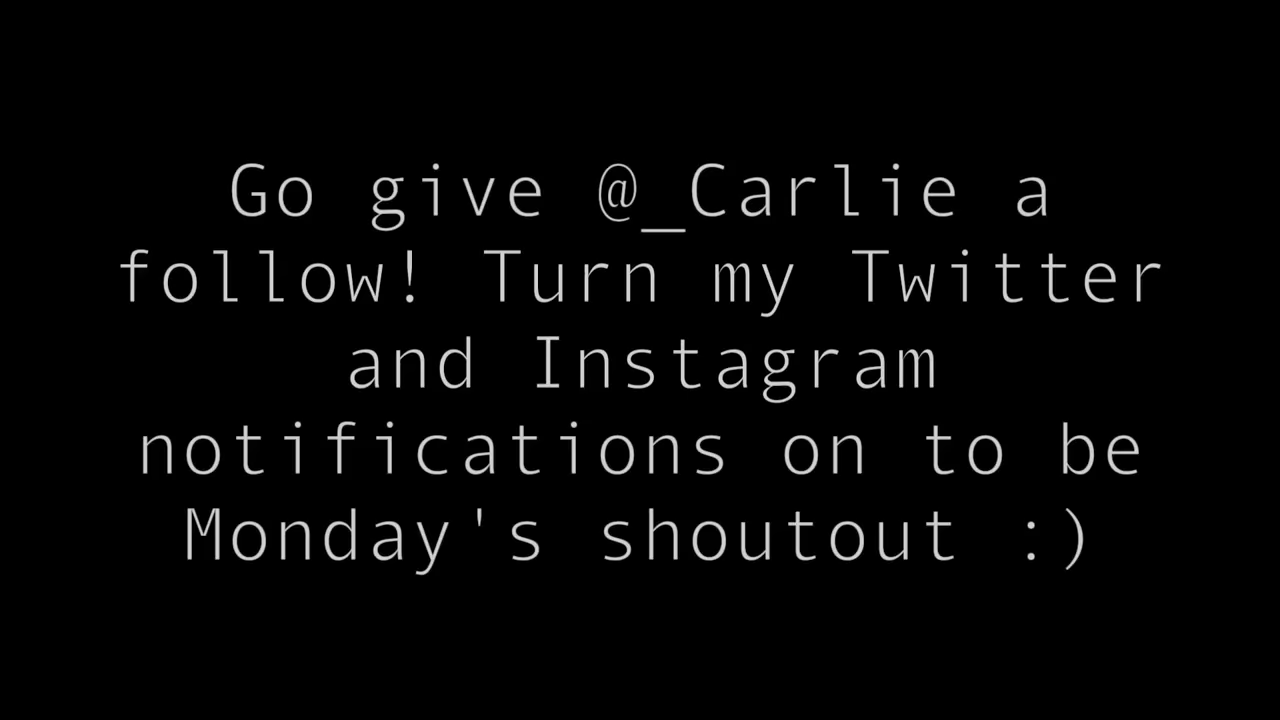 Go give @_Carlie a
follow! Turn my Twitter
and Instagram
notifications on to be
Monday's shoutout :)